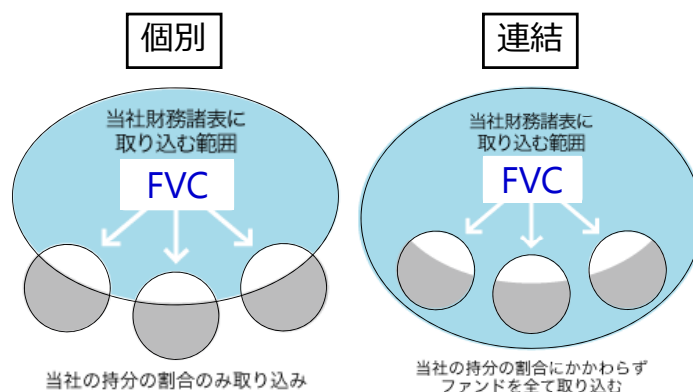 個別
当社財務諸表に
取り込む範囲
FVC
当社の持分の割合のみ取り込み
連結
当社財務諸表に
取り込む範囲
FVC
当社の持分の割合にかかわらず
ファンドを全て取り込む